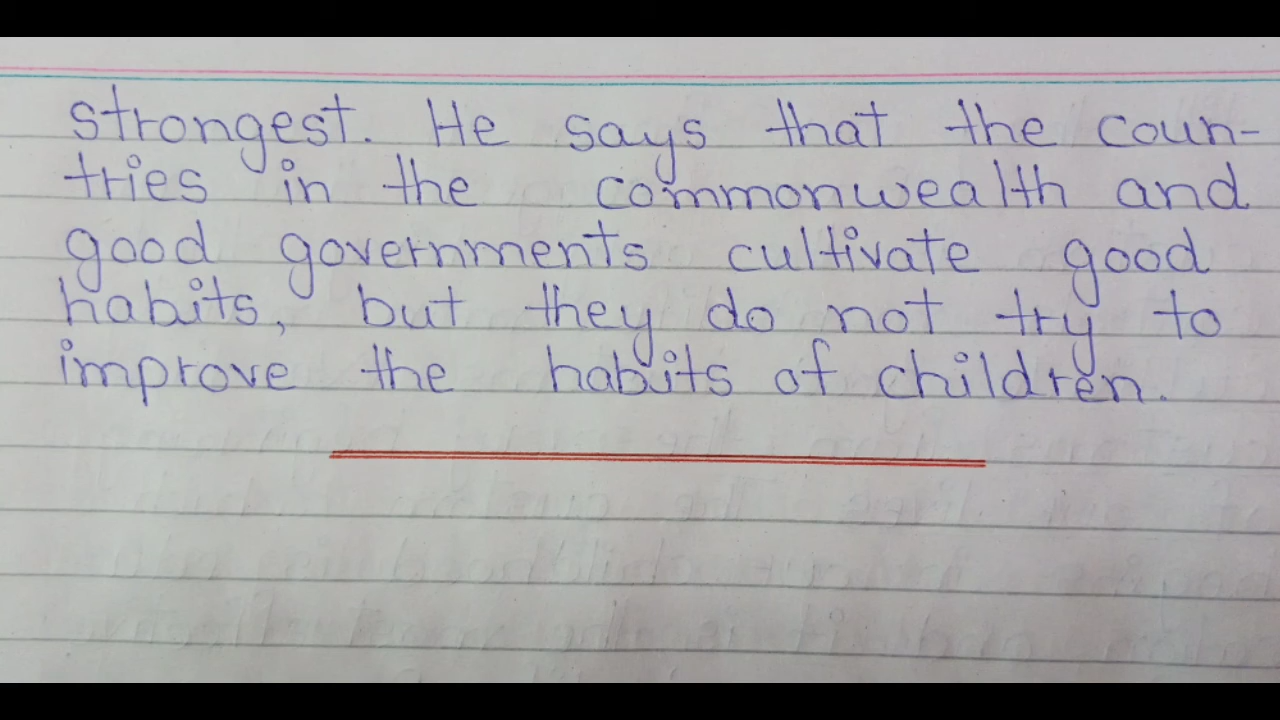 strongest. He says that the coun-
tries in the commonwealth and
good governments cultivate good
habits, but they do not try to
improve the habits of children.